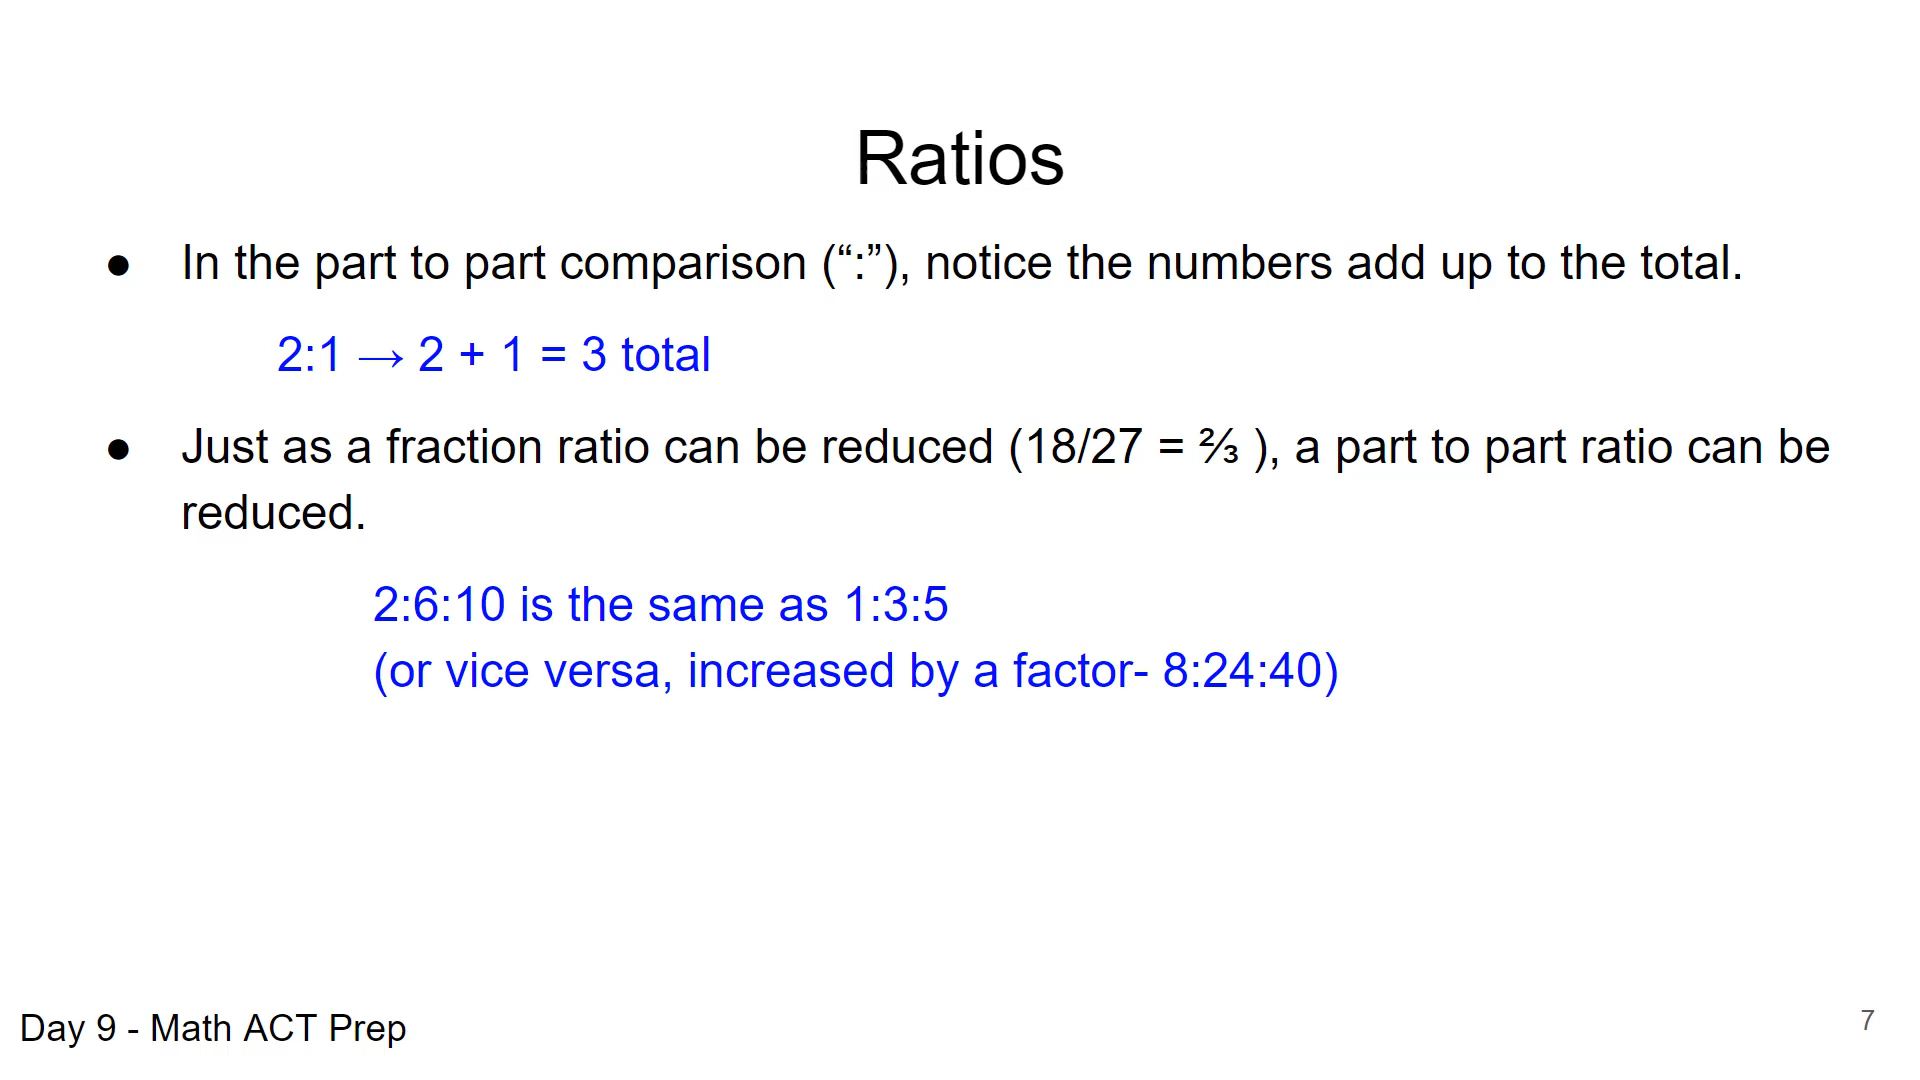 Ratios
● In the part to part comparison (“:”), notice the numbers add up to the total.
2:1 → 2 + 1 = 3 total
● Just as a fraction ratio can be reduced (18/27 = ⅔ ), a part to part ratio can be
reduced.
2:6:10 is the same as 1:3:5
(or vice versa, increased by a factor- 8:24:40)
Day 9 - Math ACT Prep
7